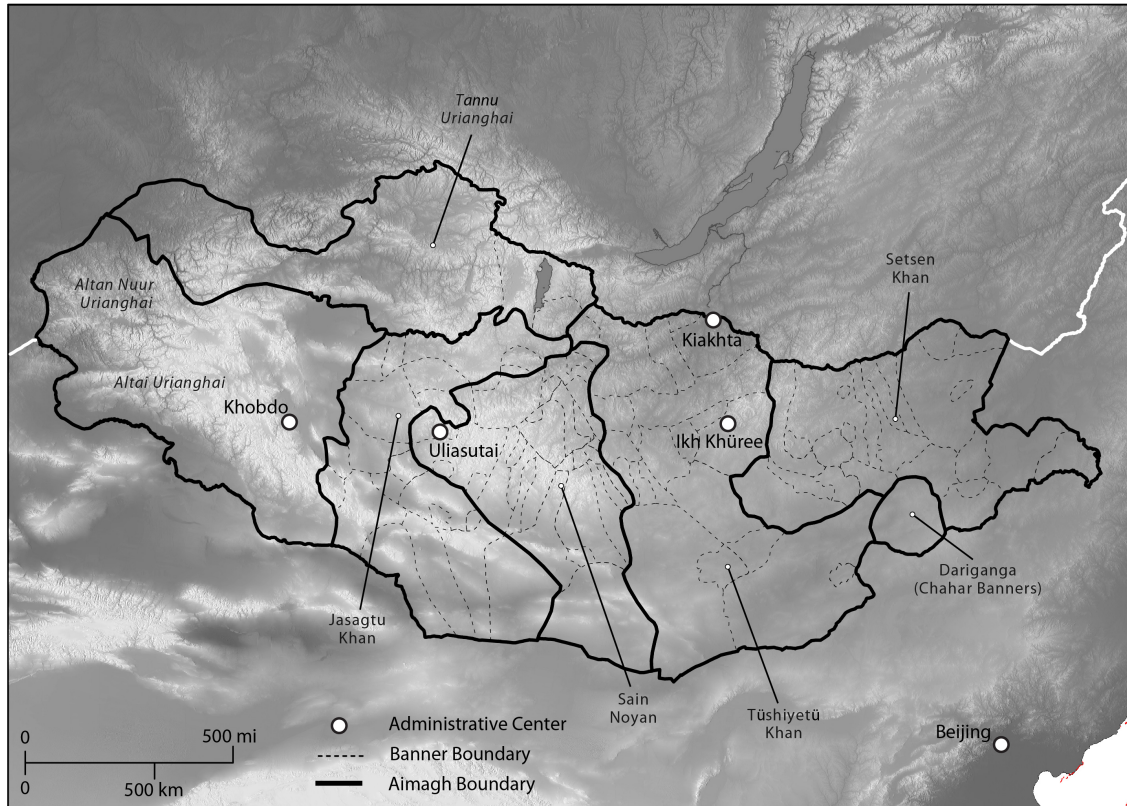 Tannu
Urianghai
Altan Nuur
Urianghai
Setsen
Khan
Kiakhta
Altai Urianghai
Khobdo
Uliasutai
Ikh Khüree
Dariganga
(Chahar Banners)
Jasagtu
Khan
Sain
Noyan
Tüshiyetü
Khan
Beijing
0
500 mi
0
500 km
Administrative Center
Banner Boundary
Aimagh Boundary